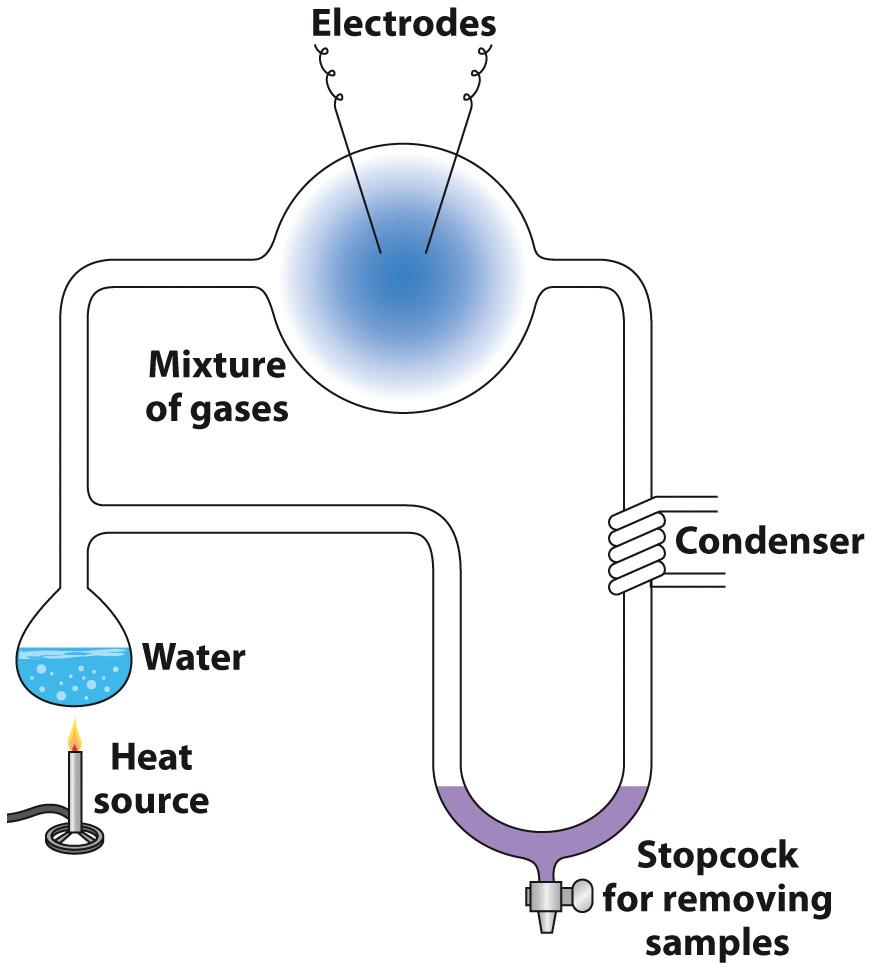 Electrodes
Mixture
of gases
Condenser
Water
Heat
source
Stopcock
for removing
samples